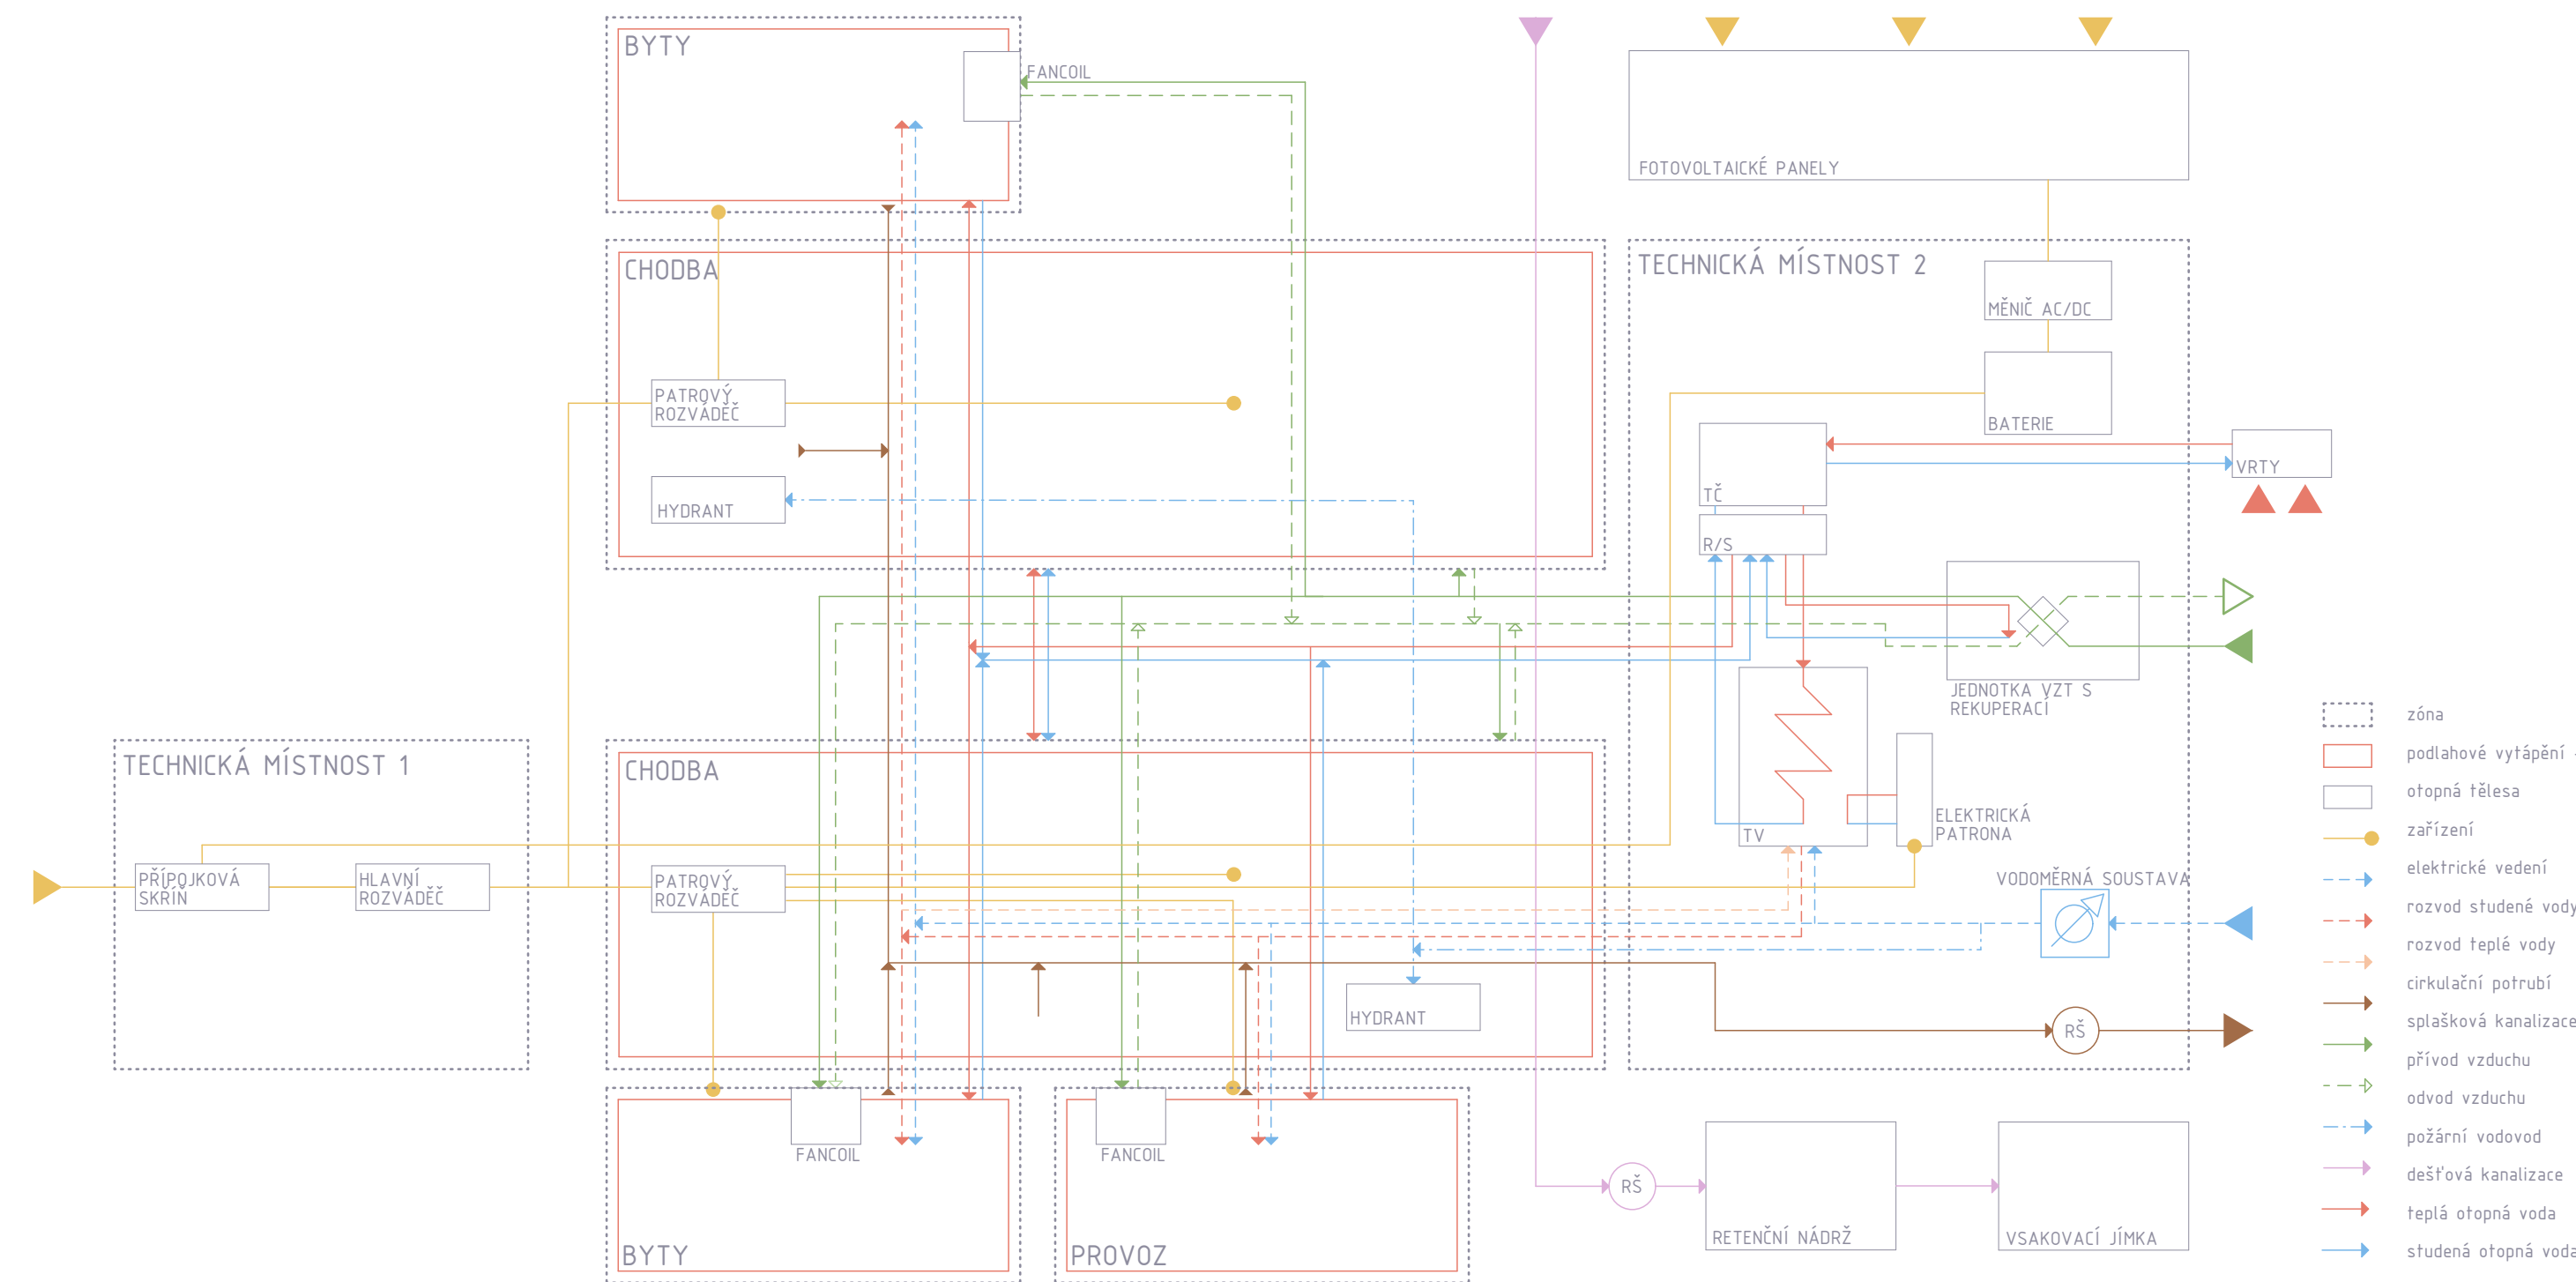 BYTY
FANCOIL
FOTOVOLTAICKÉ PANELY
CHODBA
PATROVÝ
ROZVÁDĚČ
HYDRANT
TECHNICKÁ MÍSTNOST 2
MĚNIČ AC/DC
BATERIE
TČ
R/S
VRTY
JEDNOTKA VZT S
REKUPERACÍ
TV
ELEKTRICKÁ
PATRONA
VODOMĚRNÁ SOUSTAVA
RŠ
TECHNICKÁ MÍSTNOST 1
PŘÍPOJKOVÁ
SKŘÍŇ
HLAVNÍ
ROZVÁDĚČ
CHODBA
PATROVÝ
ROZVÁDĚČ
HYDRANT
FANCOIL
BYTY
FANCOIL
PROVOZ
RŠ
RETENČNÍ NÁDRŽ
VSAKOVACÍ JÍMKA
zóna
podlahové vytápění
otopná tělesa
zařízení
elektrické vedení
rozvod studené vody
rozvod teplé vody
cirkulační potrubí
splašková kanalizace
přívod vzduchu
odvod vzduchu
požární vodovod
dešťová kanalizace
teplá otopná voda
studená otopná voda